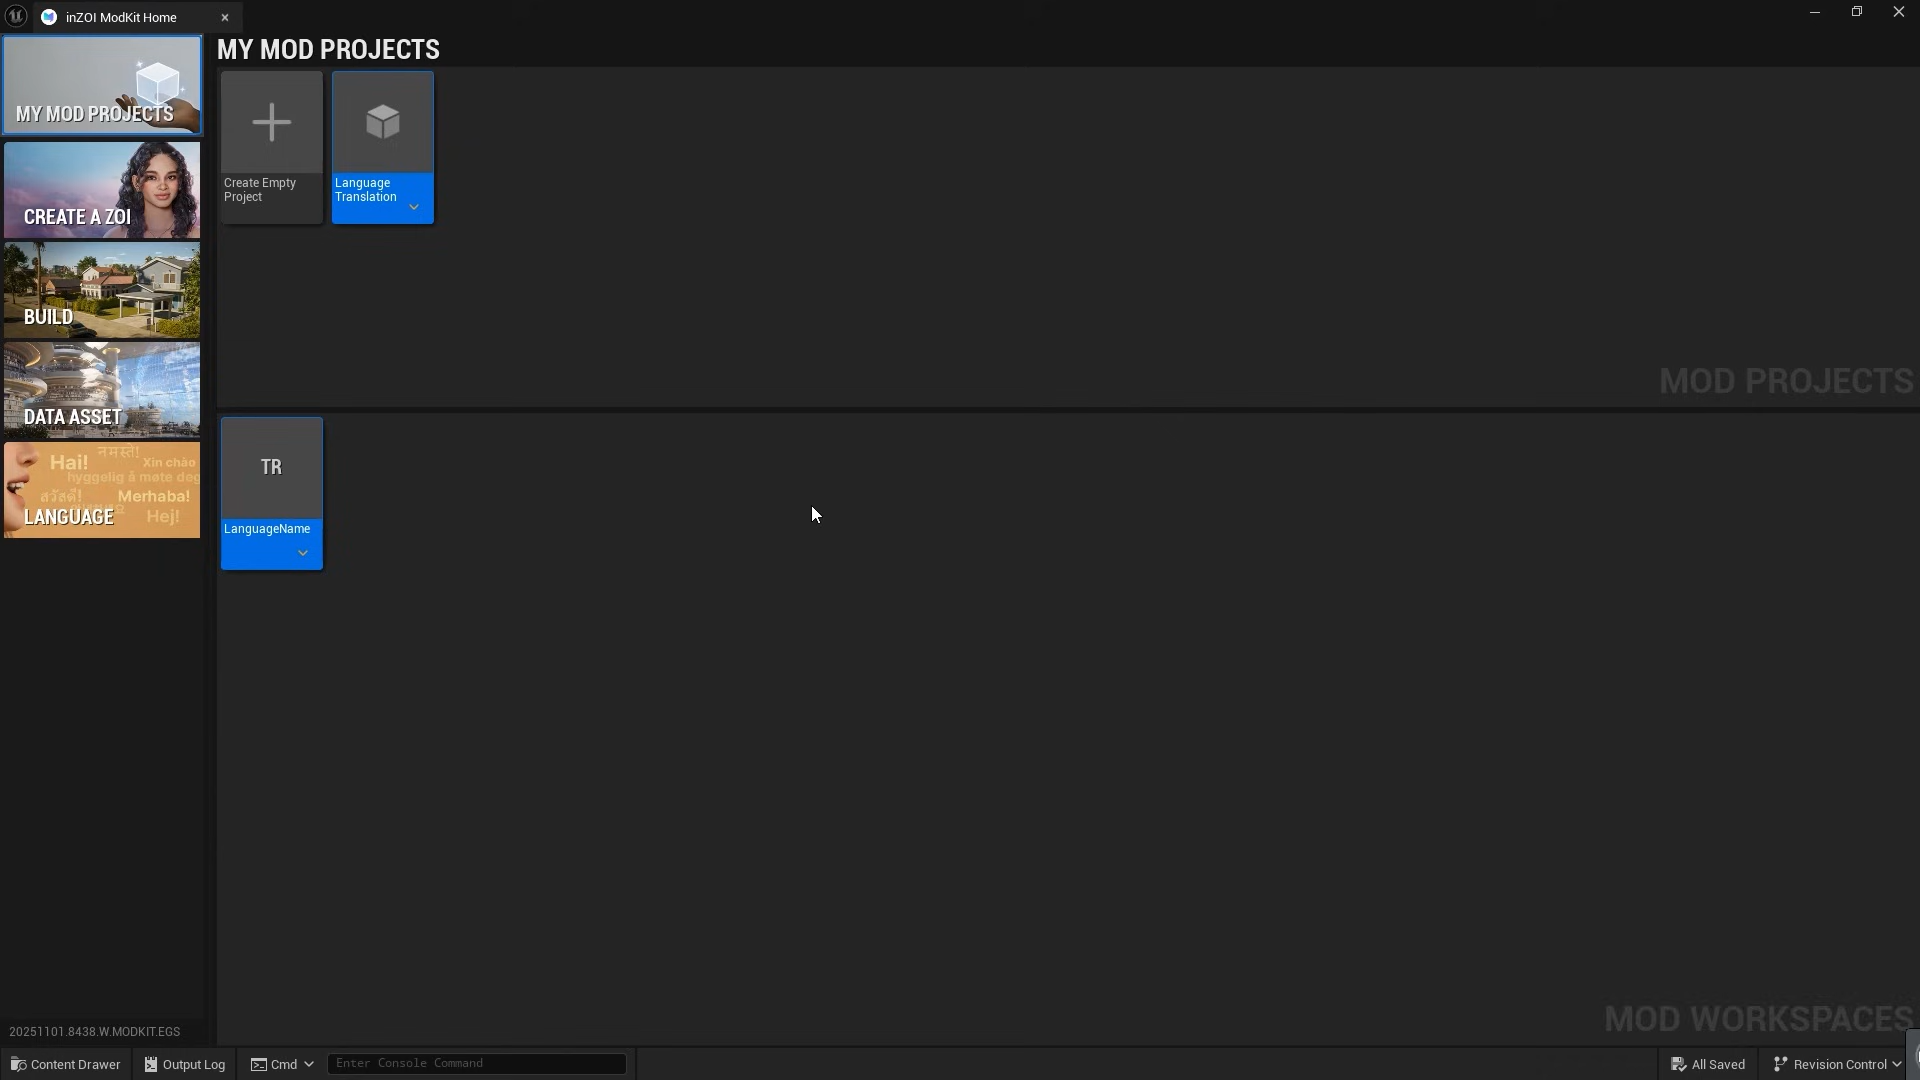 inZOI ModKit Home
MY MOD PROJECTS
MY MOD PROJECTS
CREATE A ZOI
BUILD
DATA ASSET
Hai!
नमस्ते!
Xin chào
hyggelig å møte deg
สวัสดี!
Merhaba!
LANGUAGE
Hej!
Create Empty
Project
Language
Translation
MOD PROJECTS
TR
LanguageName
MOD WORKSPACES
20251101.8438.W.MODKIT.EGS
Content Drawer
Output Log
Cmd
Enter Console Command
All Saved
Revision Control